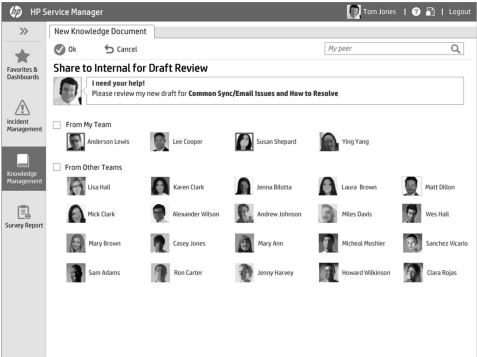 hp HP Service Manager
Tom Jones | Logout
New Knowledge Document
Ok Cancel
My peer
Share to Internal for Draft Review
I need your help!
Please review my new draft for Common Sync/Email Issues and How to Resolve
Favorites &
Dashboards
Incident
Management
Knowledge
Management
Survey Report
From My Team
Anderson Lewis Lee Cooper Susan Shepard Ying Yang
From Other Teams
Lisa Hall Karen Clark Jenna Bilotta Laura Brown Matt Dillon
Mick Clark Alexander Wilson Andrew Johnson Miles Davis Wes Hall
Mary Brown Casey Jones Mary Ann Micheal Moshler Sanchez Vicario
Sam Adams Ron Carter Jenny Harvey Howard Wilkinson Clara Rojas